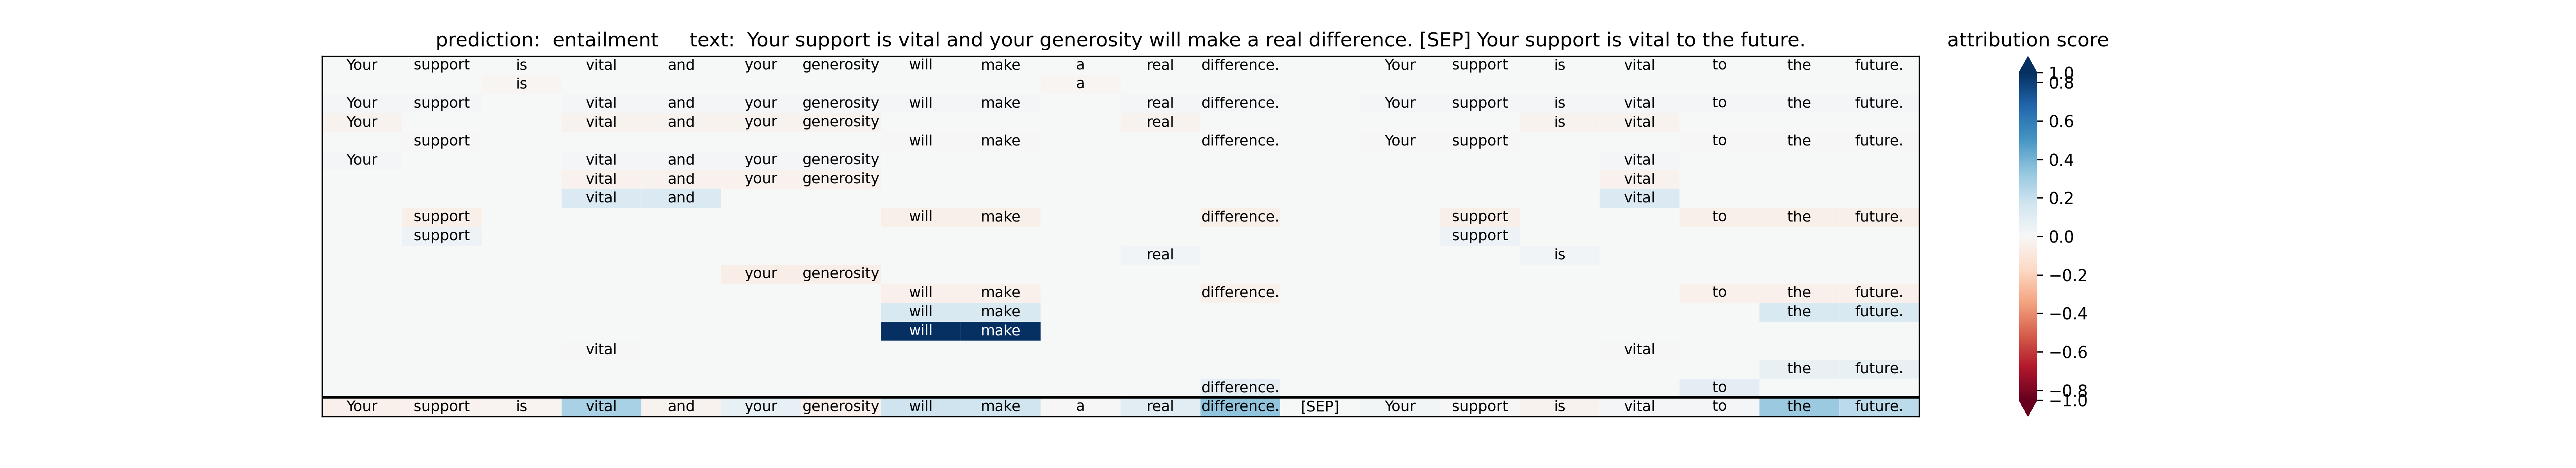 prediction:  entailment     text:  Your support is vital and your generosity will make a real difference. [SEP] Your support is vital to the future.
attribution score
Your support is vital and your generosity will make a real difference. Your support is vital to the future.
is a
Your support vital and your generosity will make real difference. Your support is vital to the future.
Your vital and your generosity real is vital
support will make difference. Your support to the future.
Your vital and your generosity vital
vital and your generosity vital
vital and vital
support will make difference. support to the future.
support support
real is
your generosity
will make difference. to the future.
will make the future.
will make
vital vital
the future.
difference. to
Your support is vital and your generosity will make a real difference. [SEP] Your support is vital to the future.
1.0
0.8
0.6
0.4
0.2
0.0
−0.2
−0.4
−0.6
−0.8
−1.0